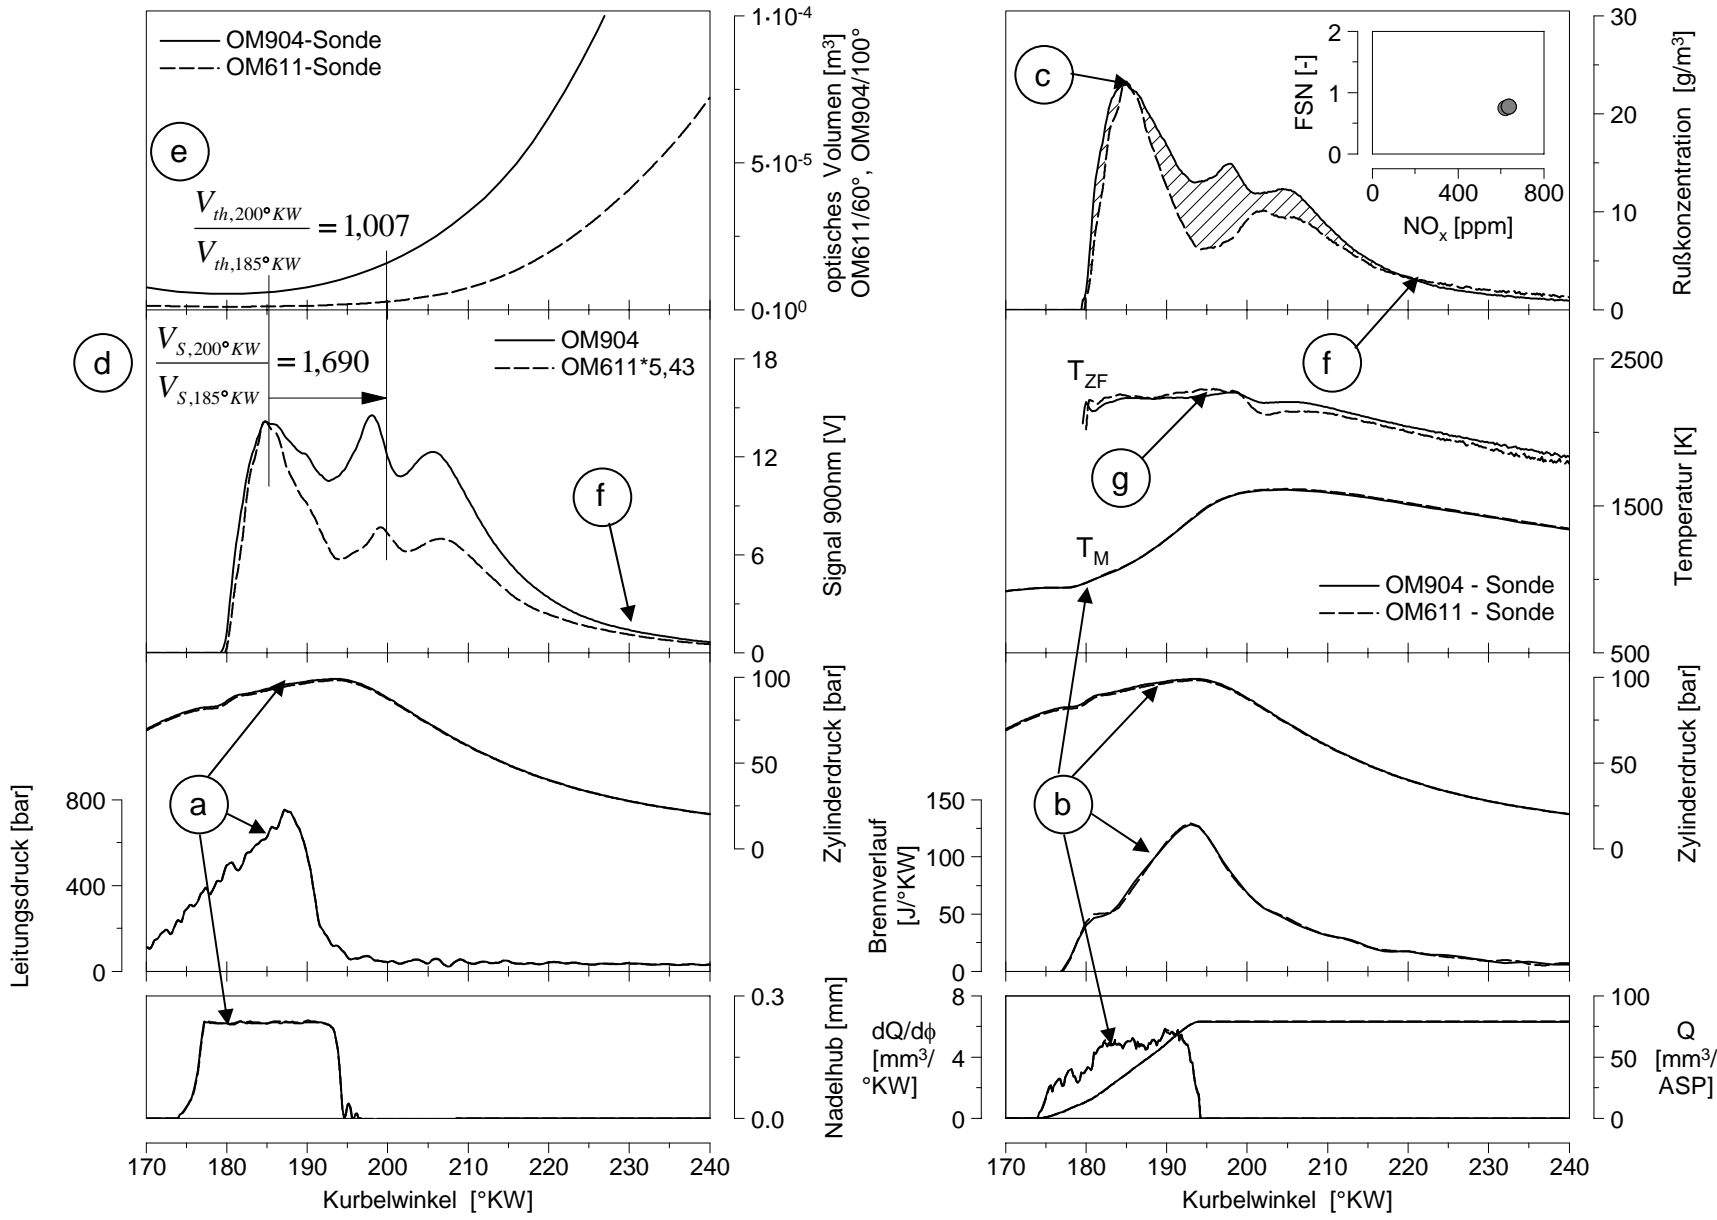 OM904-Sonde
OM611-Sonde
e
V_th,200°KW / V_th,185°KW = 1,007
1·10⁻⁴
5·10⁻⁵
0·10⁰
optisches Volumen [m³]
OM611/60°, OM904/100°
d
V_S,200°KW / V_S,185°KW = 1,690
OM904
OM611*5,43
f
18
12
6
0
Signal 900nm [V]
a
100
50
0
Zylinderdruck [bar]
800
400
0
Leitungsdruck [bar]
0.3
0.0
Nadelhub [mm]
170 180 190 200 210 220 230 240
Kurbelwinkel [°KW]
c
2
1
0
FSN [-]
0 400 800
NOₓ [ppm]
30
20
10
0
Rußkonzentration [g/m³]
f
T_ZF
g
T_M
OM904 - Sonde
OM611 - Sonde
2500
1500
500
Temperatur [K]
b
100
50
0
Zylinderdruck [bar]
150
100
50
0
Brennverlauf
[J/°KW]
8
4
0
dQ/dϕ
[mm³/
°KW]
100
50
0
Q
[mm³/
ASP]
170 180 190 200 210 220 230 240
Kurbelwinkel [°KW]